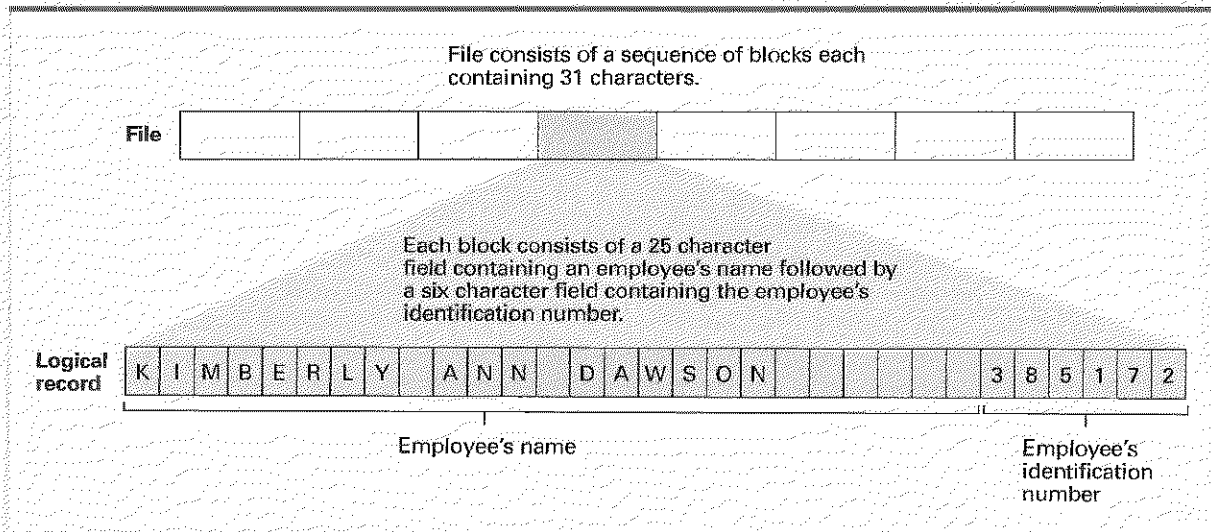 File consists of a sequence of blocks each
containing 31 characters.
File
Each block consists of a 25 character
field containing an employee's name followed by
a six character field containing the employee's
identification number.
Logical
record
K I M B E R L Y A N N D A W S O N 3 8 5 1 7 2
Employee's name
Employee's
identification
number